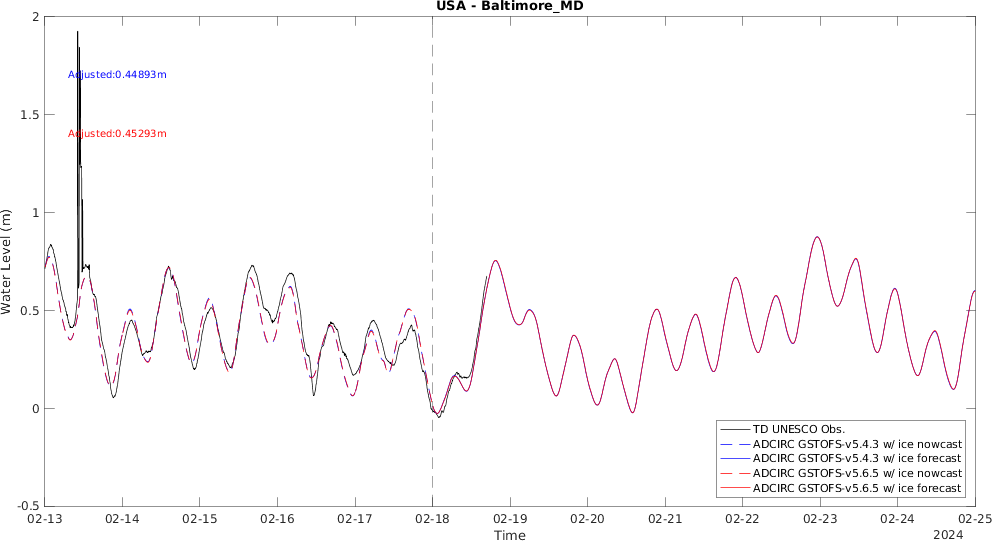 USA - Baltimore_MD
2
1.5
1
0.5
0
-0.5
Water Level (m)
Adjusted:0.44893m
Adjusted:0.45293m
TD UNESCO Obs.
ADCIRC GSTOFS-v5.4.3 w/ ice nowcast
ADCIRC GSTOFS-v5.4.3 w/ ice forecast
ADCIRC GSTOFS-v5.6.5 w/ ice nowcast
ADCIRC GSTOFS-v5.6.5 w/ ice forecast
02-13 02-14 02-15 02-16 02-17 02-18 02-19 02-20 02-21 02-22 02-23 02-24 02-25
Time
2024